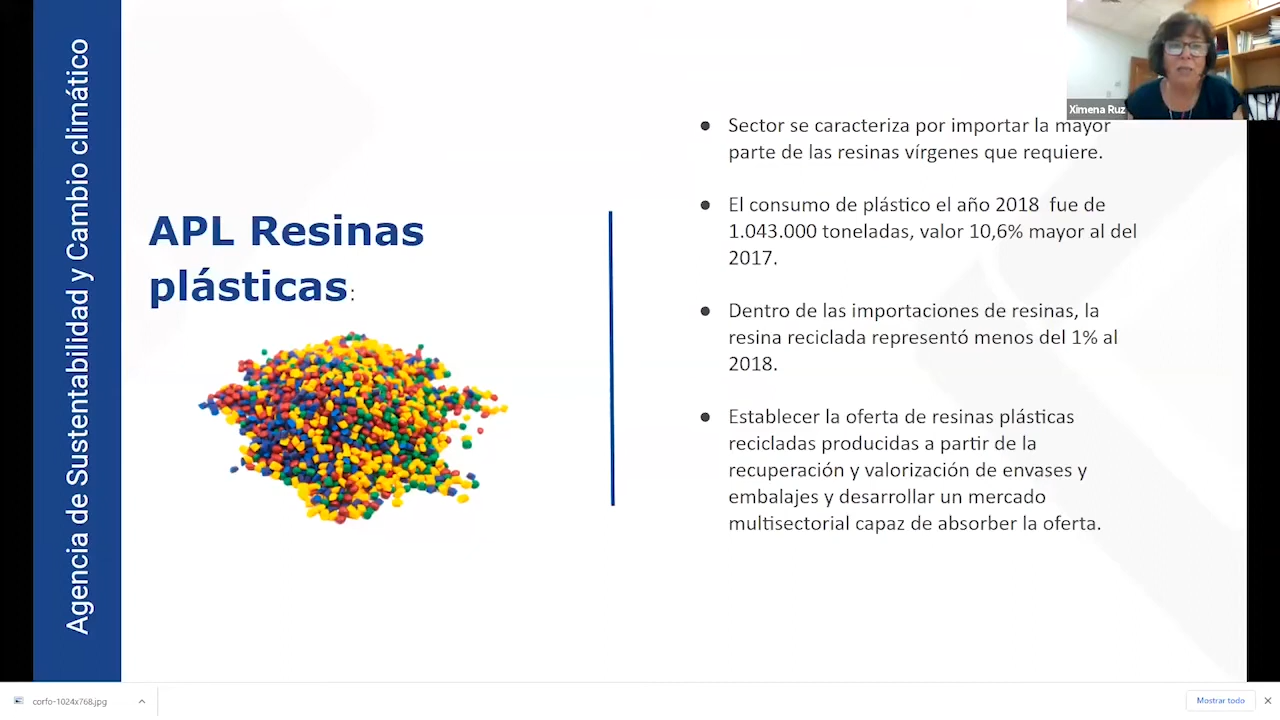 Agencia de Sustentabilidad y Cambio climático
APL Resinas
plásticas:
Ximena Ruz
● Sector se caracteriza por importar la mayor
parte de las resinas vírgenes que requiere.
● El consumo de plástico el año 2018 fue de
1.043.000 toneladas, valor 10,6% mayor al del
2017.
● Dentro de las importaciones de resinas, la
resina reciclada representó menos del 1% al
2018.
● Establecer la oferta de resinas plásticas
recicladas producidas a partir de la
recuperación y valorización de envases y
embalajes y desarrollar un mercado
multisectorial capaz de absorber la oferta.
corfo-1024x768.jpg
Mostrar todo